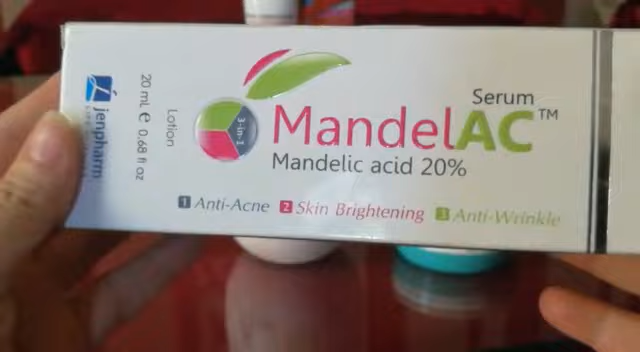 Serum
MandelAC™
Mandelic acid 20%
1 Anti-Acne 2 Skin Brightening 3 Anti-Wrinkle
3-in-1
Lotion
20 mL e 0.68 fl oz
jenpharm